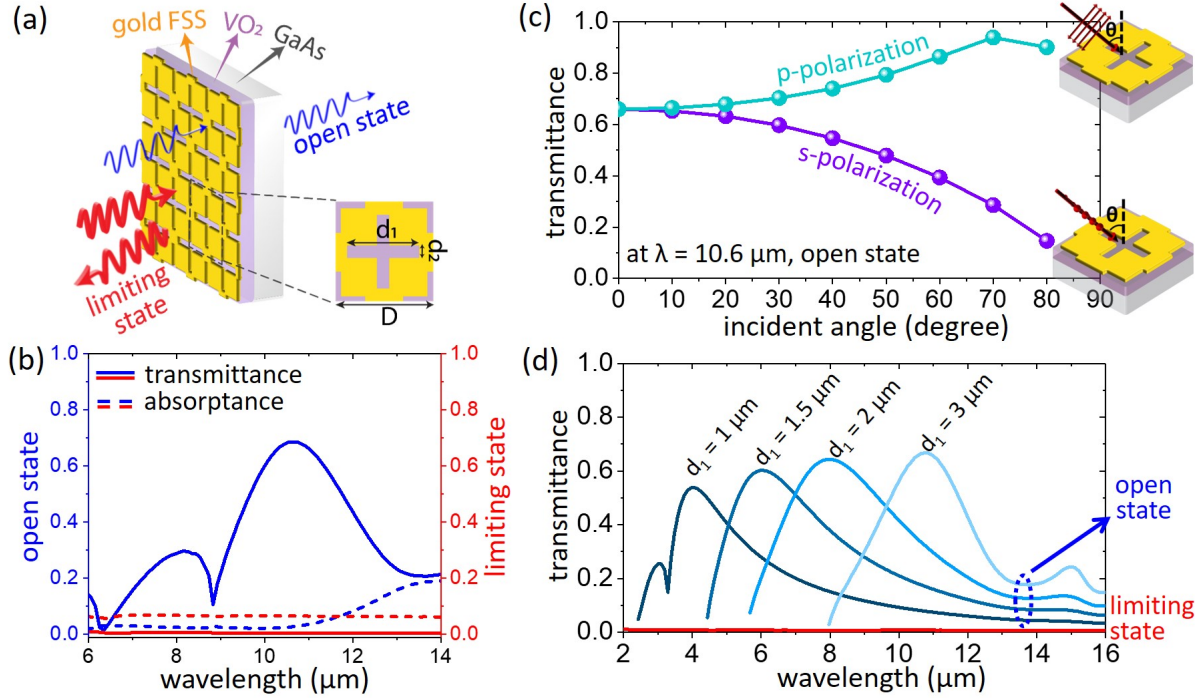 (a)
gold FSS
VO₂
GaAs
open state
limiting
state
d₁
d₂
D
(b)
1.0
0.8
0.6
0.4
0.2
0.0
open state
transmittance
absorptance
1.0
0.8
0.6
0.4
0.2
0.0
limiting state
6
8
10
12
14
wavelength (μm)
(c)
1.0
0.8
0.6
0.4
0.2
0.0
transmittance
p-polarization
s-polarization
at λ = 10.6 μm, open state
θ
θ
0
10
20
30
40
50
60
70
80
90
incident angle (degree)
(d)
1.0
0.8
0.6
0.4
0.2
0.0
transmittance
d₁ = 1 μm
d₁ = 1.5 μm
d₁ = 2 μm
d₁ = 3 μm
open
state
limiting
state
2
4
6
8
10
12
14
16
wavelength (μm)